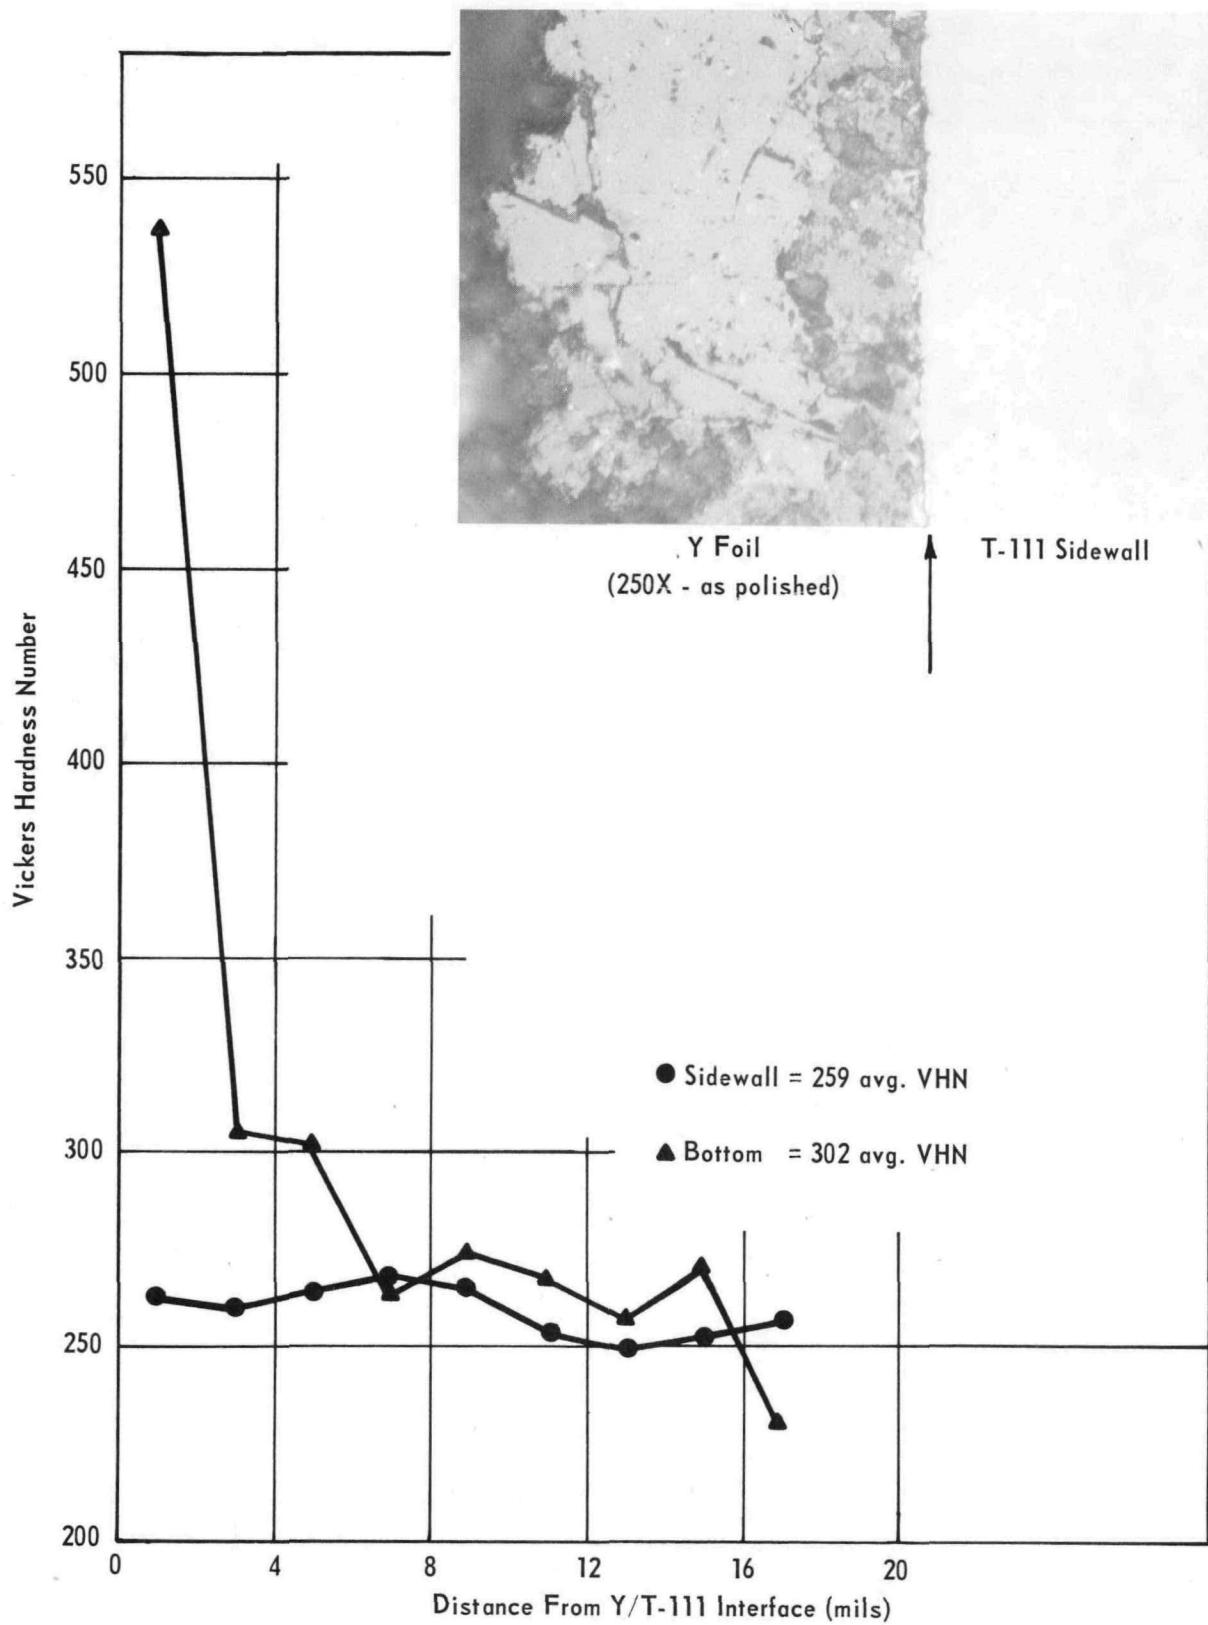 Y Foil
(250X - as polished)
T-111 Sidewall
Vickers Hardness Number
550
500
450
400
350
300
250
200
Sidewall = 259 avg. VHN
Bottom = 302 avg. VHN
0 4 8 12 16 20
Distance From Y/T-111 Interface (mils)